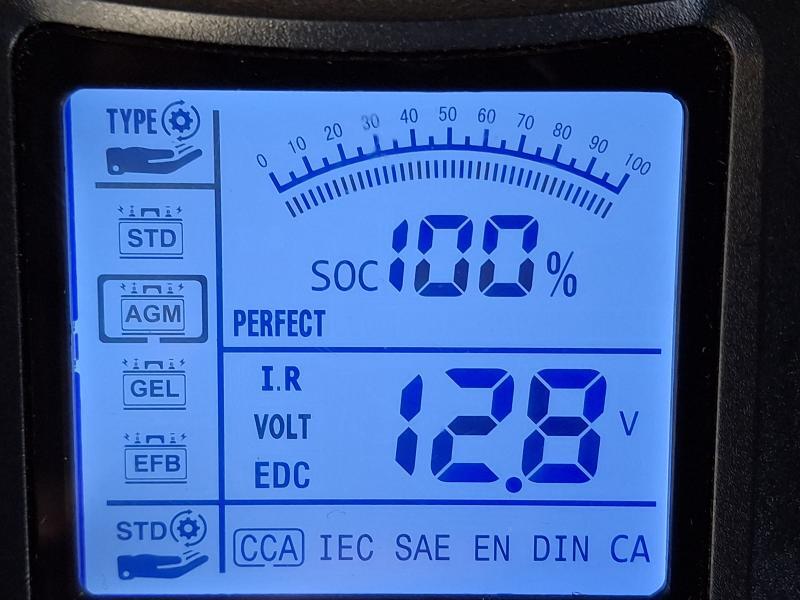 TYPE
0 10 20 30 40 50 60 70 80 90 100
STD
SOC 100 %
AGM
PERFECT
GEL
I.R
VOLT 12.8 V
EFB
EDC
STD
CCA IEC SAE EN DIN CA